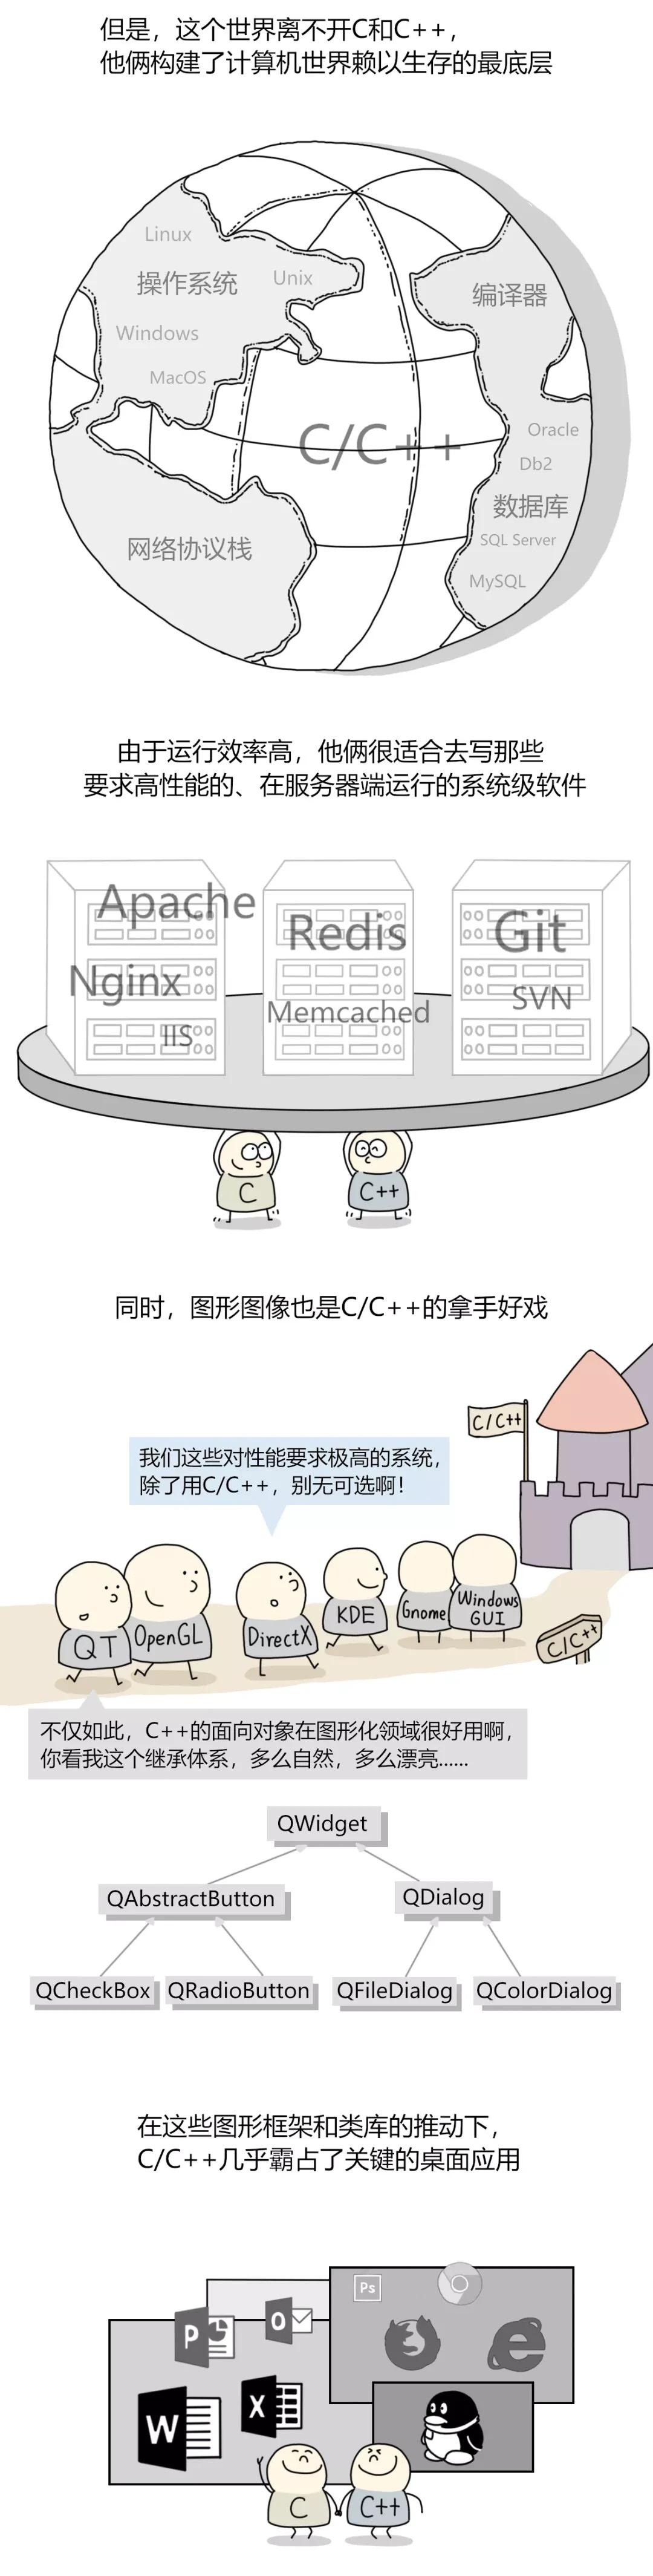 但是，这个世界离不开C和C++，
他俩构建了计算机世界赖以生存的最底层
Linux
操作系统
Unix
Windows
MacOS
编译器
C/C++
Oracle
Db2
数据库
SQL Server
MySQL
网络协议栈
由于运行效率高，他俩很适合去写那些
要求高性能的、在服务器端运行的系统级软件
Apache
Nginx
IIS
Redis
Memcached
Git
SVN
C
C++
同时，图形图像也是C/C++的拿手好戏
C/C++
我们这些对性能要求极高的系统，
除了用C/C++，别无可选啊！
QT
OpenGL
DirectX
KDE
Gnome
Windows
GUI
C/C++
不仅如此，C++的面向对象在图形化领域很好用啊，
你看我这个继承体系，多么自然，多么漂亮......
QWidget
QAbstractButton
QDialog
QCheckBox
QRadioButton
QFileDialog
QColorDialog
在这些图形框架和类库的推动下，
C/C++几乎霸占了关键的桌面应用
Ps
P
O
W
X
C
C++